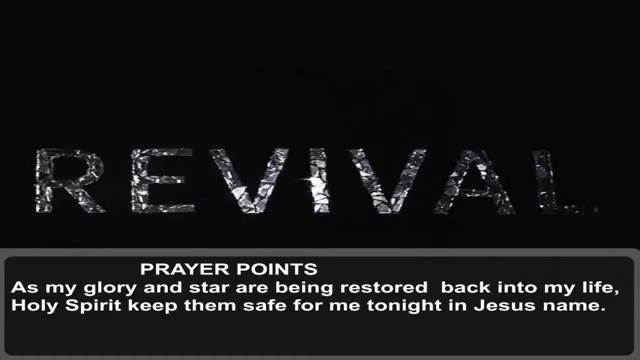 REVIVAL
PRAYER POINTS
As my glory and star are being restored back into my life,
Holy Spirit keep them safe for me tonight in Jesus name.